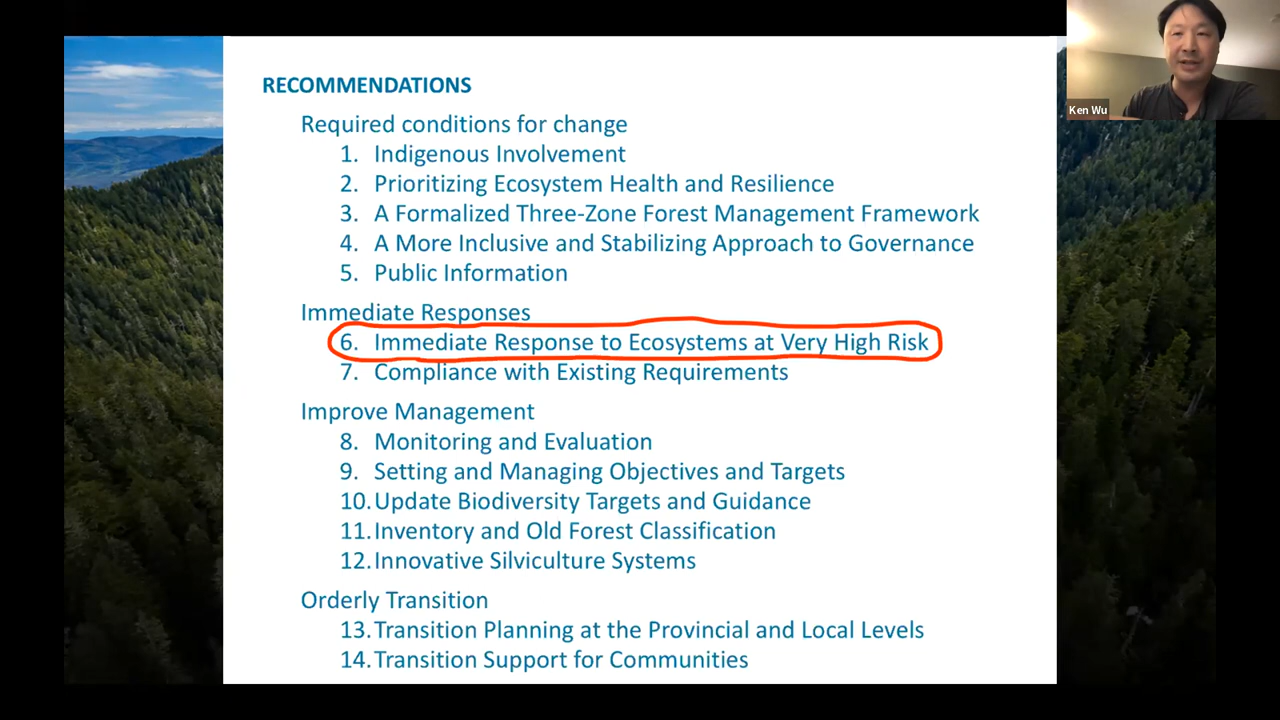 RECOMMENDATIONS
Required conditions for change
1. Indigenous Involvement
2. Prioritizing Ecosystem Health and Resilience
3. A Formalized Three-Zone Forest Management Framework
4. A More Inclusive and Stabilizing Approach to Governance
5. Public Information
Immediate Responses
6. Immediate Response to Ecosystems at Very High Risk
7. Compliance with Existing Requirements
Improve Management
8. Monitoring and Evaluation
9. Setting and Managing Objectives and Targets
10. Update Biodiversity Targets and Guidance
11. Inventory and Old Forest Classification
12. Innovative Silviculture Systems
Orderly Transition
13. Transition Planning at the Provincial and Local Levels
14. Transition Support for Communities
Ken Wu